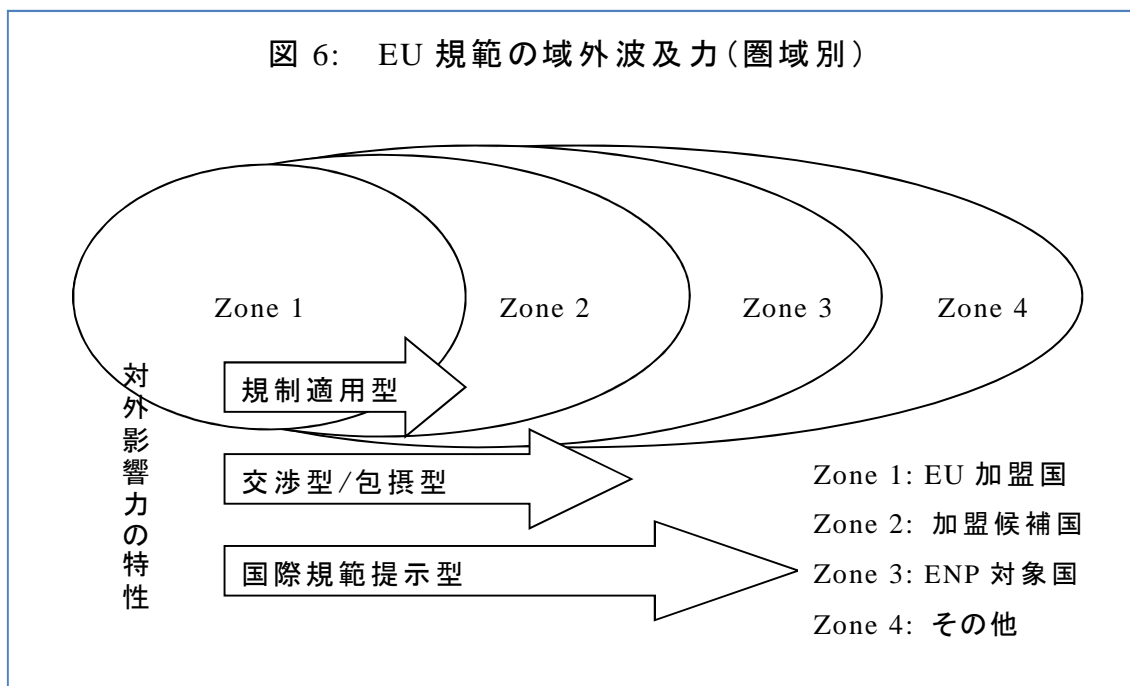 図 6: EU 規範の域外波及力(圏域別)
Zone 1
Zone 2
Zone 3
Zone 4
対外影響力の特性
規制適用型
交渉型/包摂型
国際規範提示型
Zone 1: EU 加盟国
Zone 2: 加盟候補国
Zone 3: ENP 対象国
Zone 4: その他